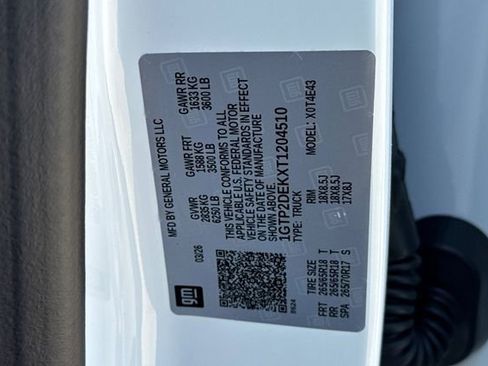 MFD BY GENERAL MOTORS LLC
03/26
GVWR
2835 KG
6250 LB
GAWR FRT
1588 KG
3500 LB
GAWR RR
1633 KG
3600 LB
THIS VEHICLE CONFORMS TO ALL
APPLICABLE U.S. FEDERAL MOTOR
VEHICLE SAFETY STANDARDS IN EFFECT
ON THE DATE OF MANUFACTURE
SHOWN ABOVE.
1GTP2DEKXT1204510
TYPE: TRUCK
MODEL: X0T4E43
gm
TIRE SIZE
RIM
FRT 265/65R18 T 18X8.5J
RR 265/65R18 T 18X8.5J
SPA 265/70R17 S 17X8J